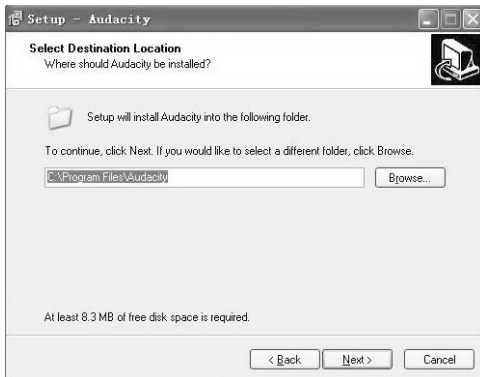 Setup - Audacity
Select Destination Location
Where should Audacity be installed?
Setup will install Audacity into the following folder.
To continue, click Next. If you would like to select a different folder, click Browse.
C:\Program Files\Audacity
Browse...
At least 8.3 MB of free disk space is required.
< Back
Next >
Cancel